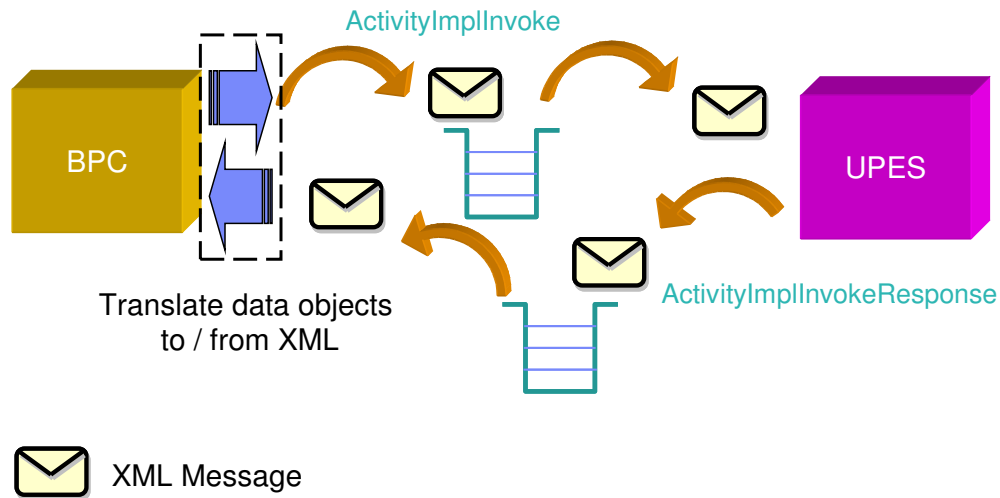 ActivityImplInvoke
BPC
UPES
ActivityImplInvokeResponse
Translate data objects
to / from XML
XML Message